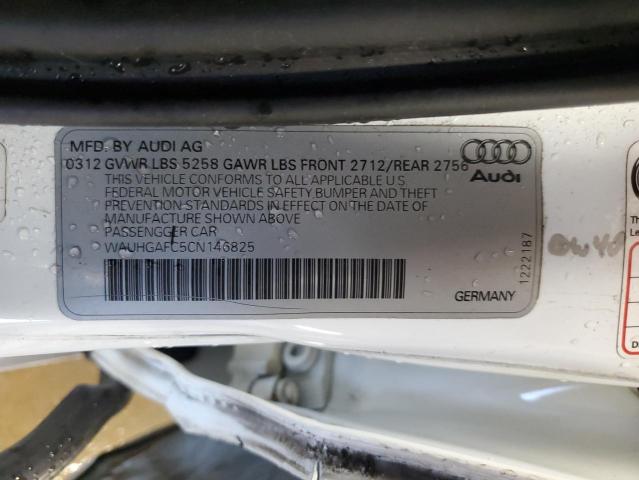 MFD. BY AUDI AG
0312 GVWR LBS 5258 GAWR LBS FRONT 2712/REAR 2756
THIS VEHICLE CONFORMS TO ALL APPLICABLE U S
FEDERAL MOTOR VEHICLE SAFETY BUMPER AND THEFT
PREVENTION STANDARDS IN EFFECT ON THE DATE OF
MANUFACTURE SHOWN ABOVE
PASSENGER CAR
WAUHGAFC5CN146825
GERMANY
Audi
1222187
Th
Le
D